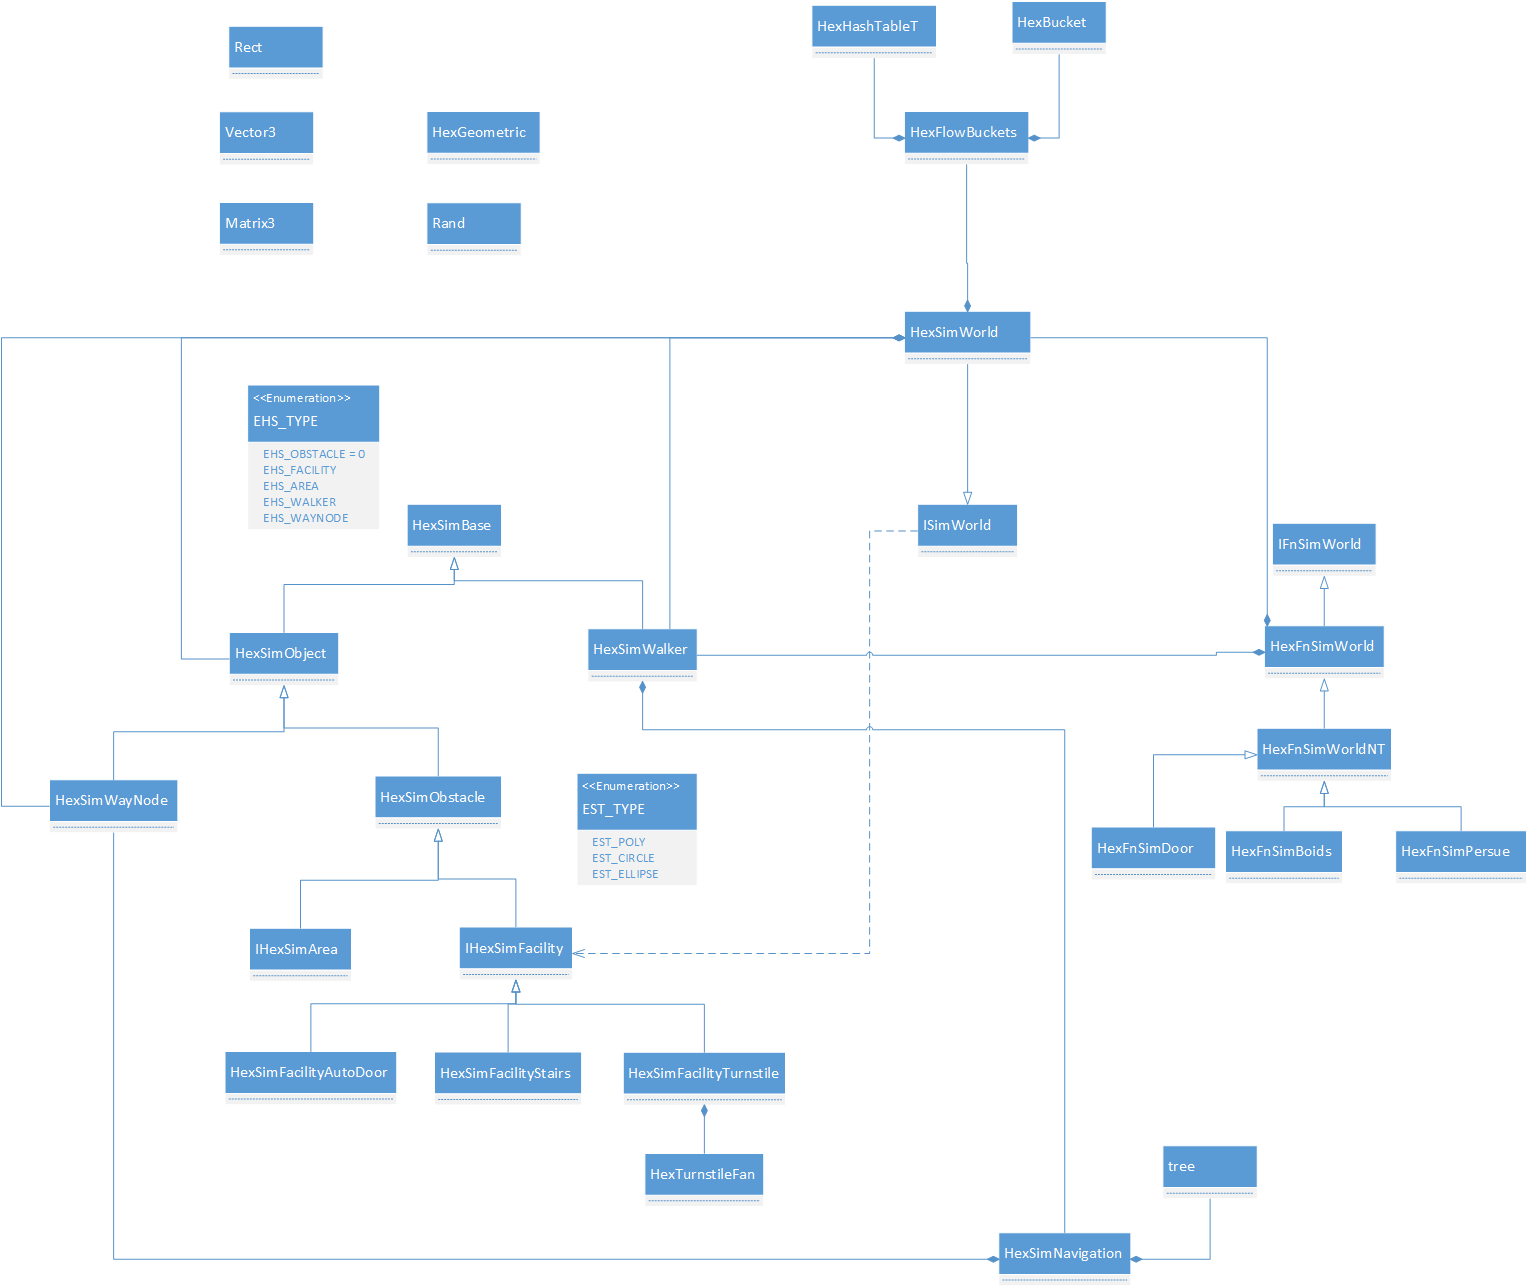 Rect
HexHashTableT
HexBucket
Vector3
HexGeometric
HexFlowBuckets
Matrix3
Rand
HexSimWorld
<<Enumeration>>
EHS_TYPE
EHS_OBSTACLE = 0
EHS_FACILITY
EHS_AREA
EHS_WALKER
EHS_WAYNODE
HexSimBase
ISimWorld
IFnSimWorld
HexSimObject
HexSimWalker
HexFnSimWorld
HexFnSimWorldNT
HexSimWayNode
HexSimObstacle
<<Enumeration>>
EST_TYPE
EST_POLY
EST_CIRCLE
EST_ELLIPSE
HexFnSimDoor
HexFnSimBoids
HexFnSimPersue
IHexSimArea
IHexSimFacility
HexSimFacilityAutoDoor
HexSimFacilityStairs
HexSimFacilityTurnstile
HexTurnstileFan
tree
HexSimNavigation